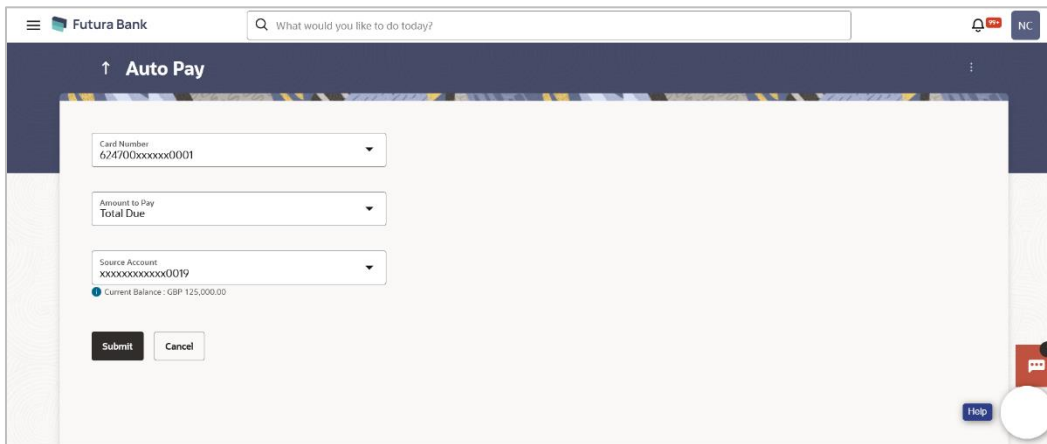 Futura Bank
What would you like to do today?
99+
NC
↑ Auto Pay
Card Number
624700xxxxxx0001
Amount to Pay
Total Due
Source Account
xxxxxxxxxxxx0019
Current Balance : GBP 125,000.00
Submit Cancel
Help